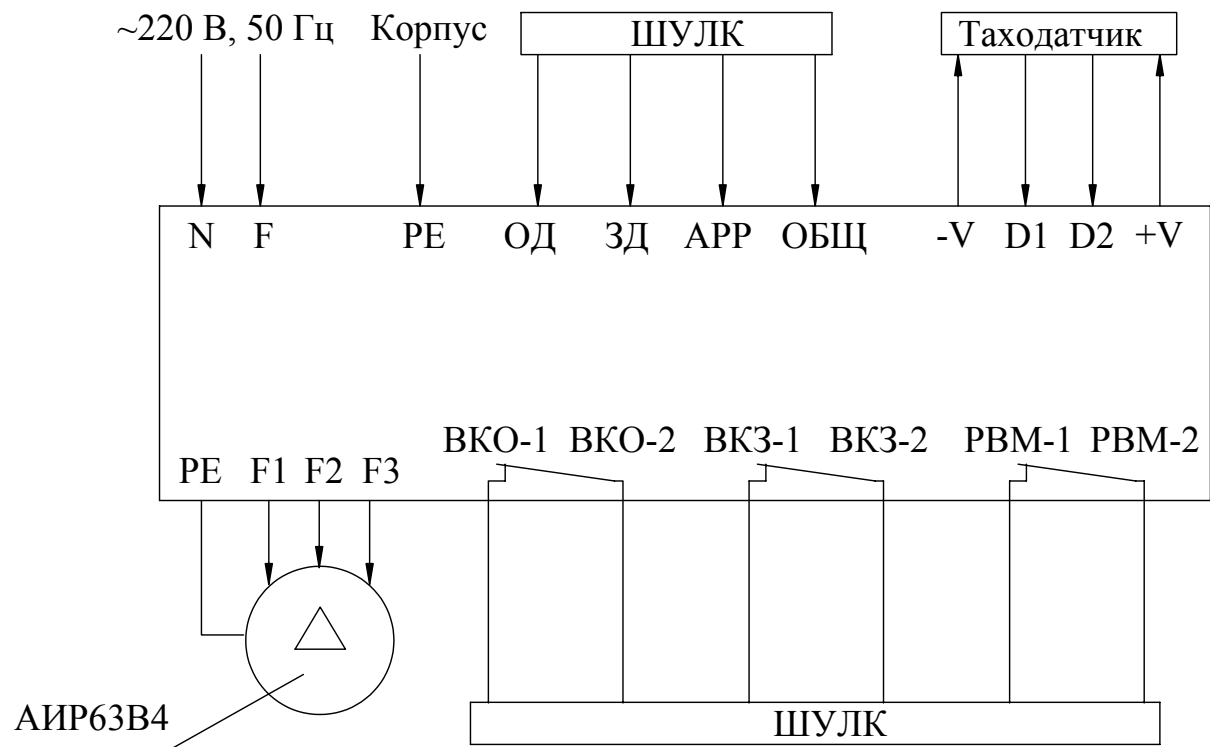 ~220 В, 50 Гц Корпус ШУЛК Таходатчик
N F PE ОД ЗД АРР ОБЩ -V D1 D2 +V
ВКО-1 ВКО-2 ВКЗ-1 ВКЗ-2 РВМ-1 РВМ-2
PE F1 F2 F3
АИР63В4
ШУЛК